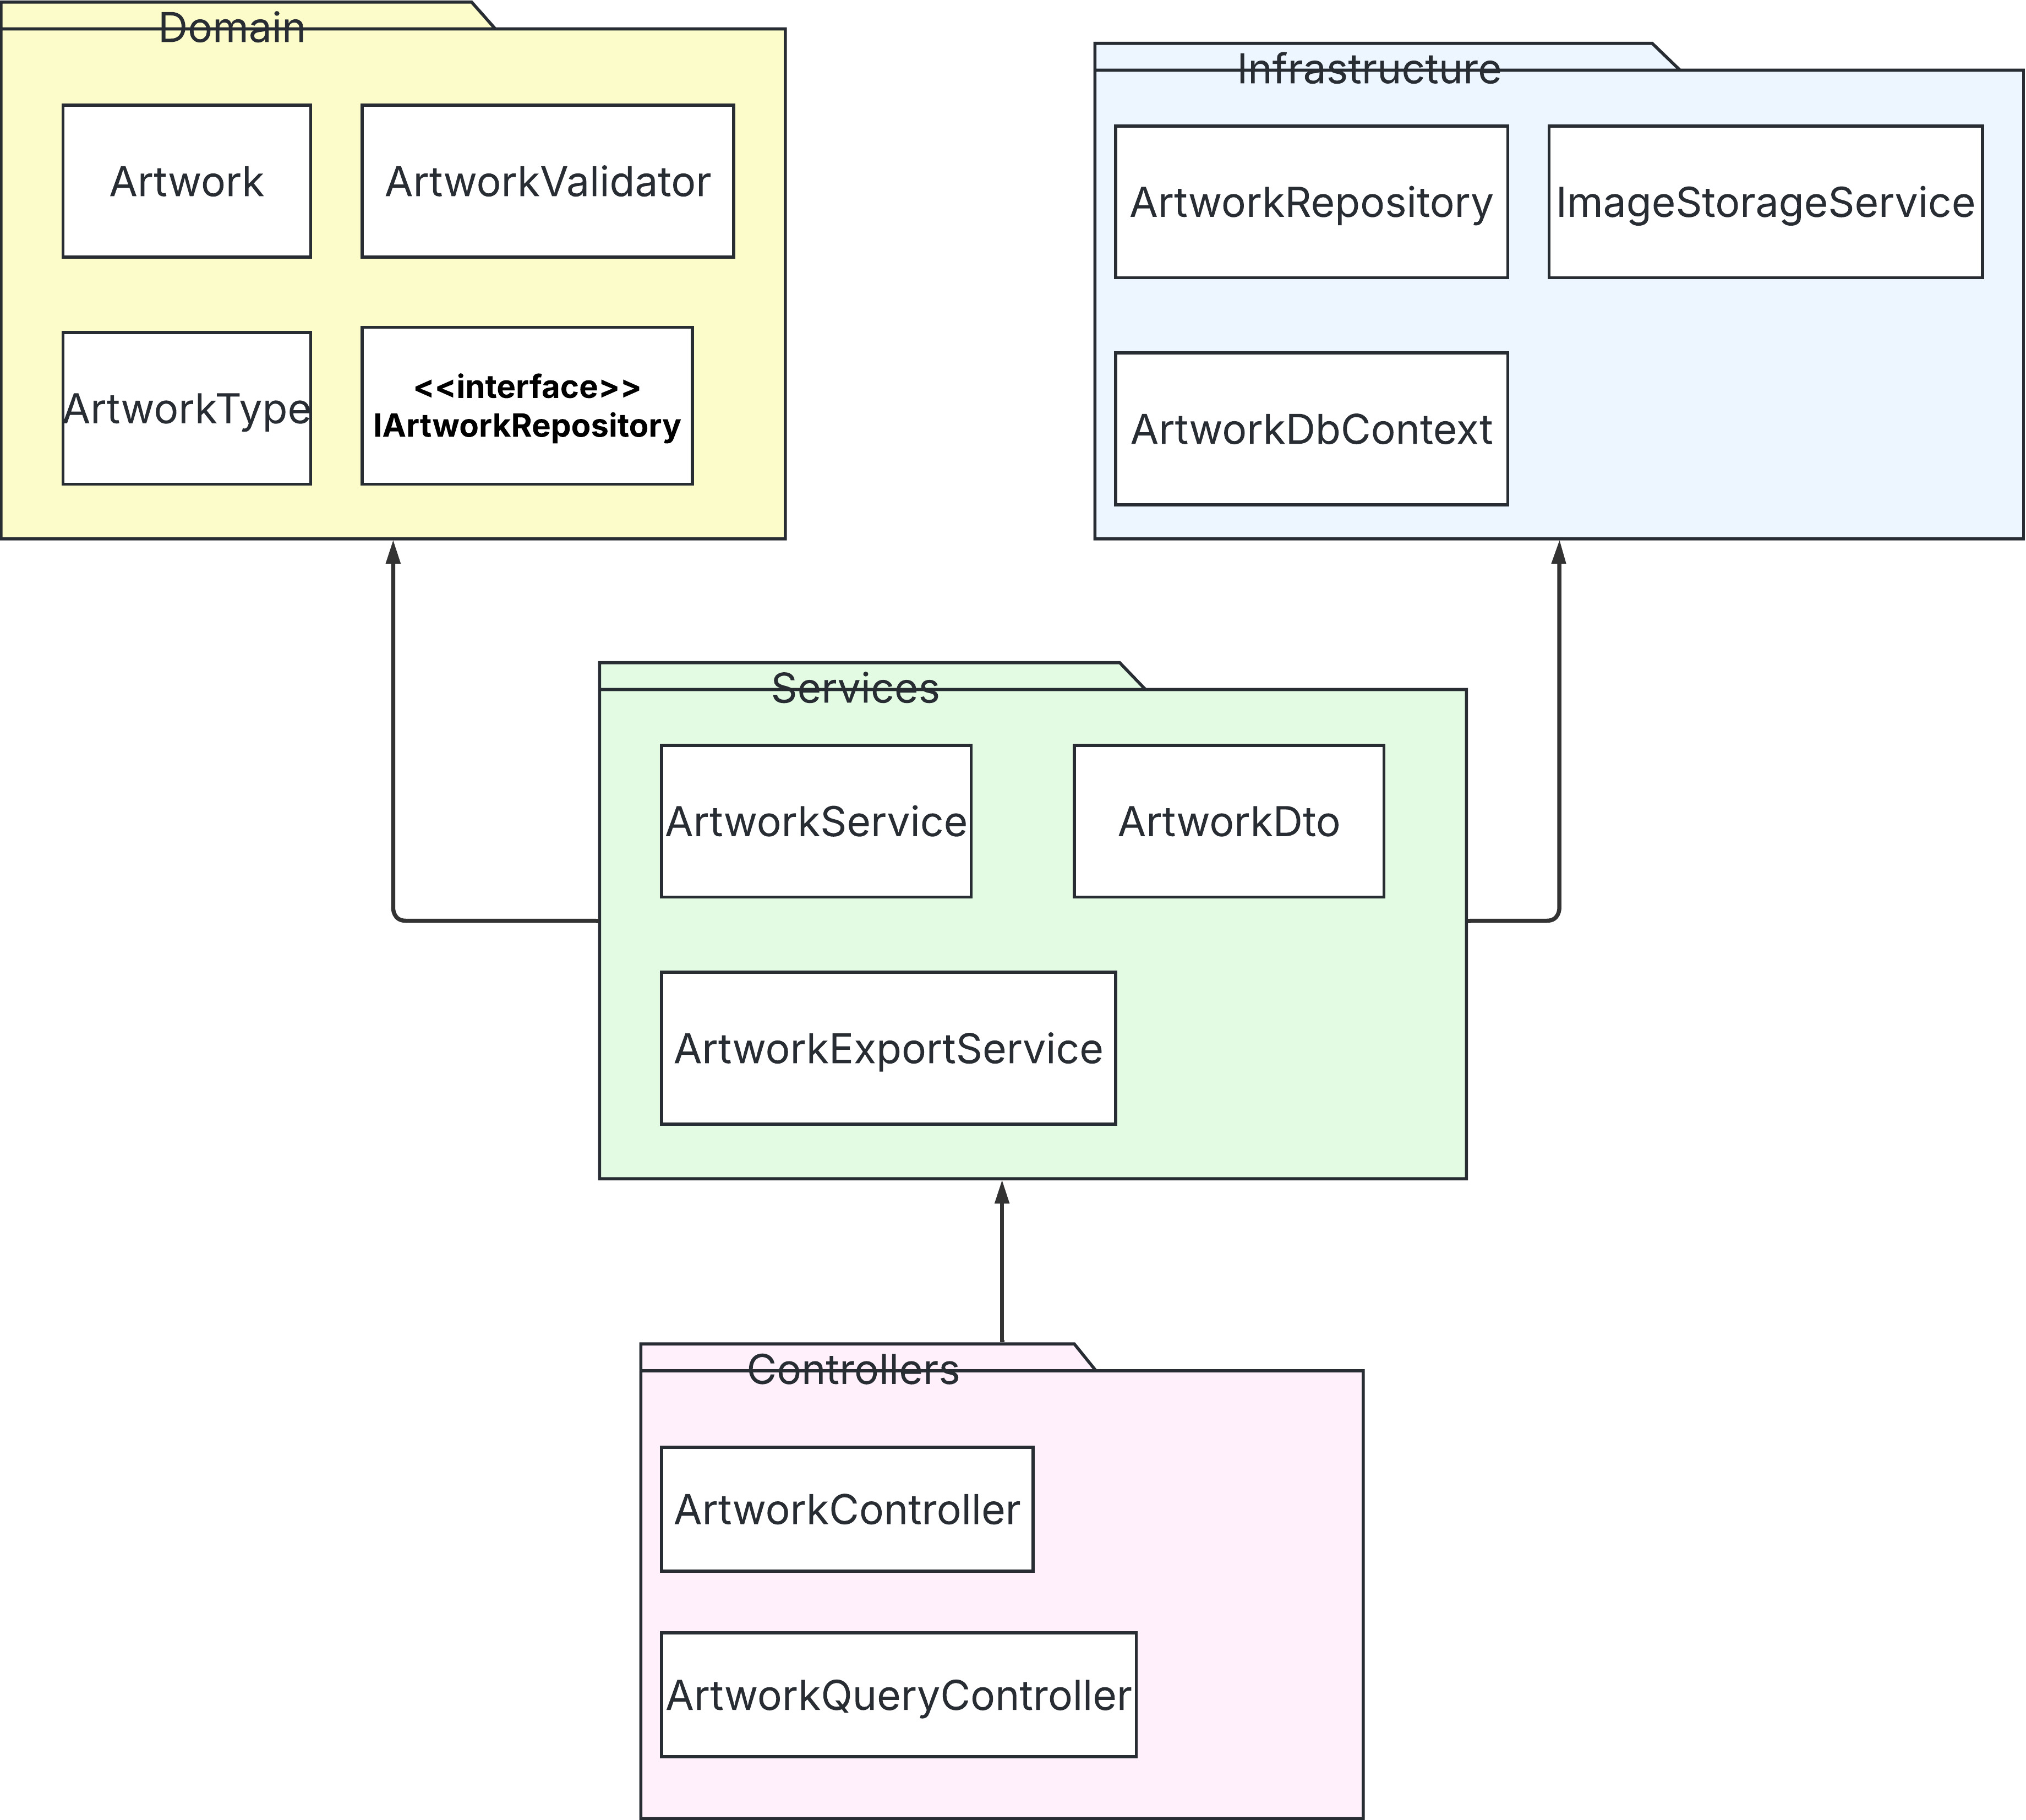 Domain
Artwork
ArtworkValidator
ArtworkType
<<interface>>
IArtworkRepository
Infrastructure
ArtworkRepository
ImageStorageService
ArtworkDbContext
Services
ArtworkService
ArtworkDto
ArtworkExportService
Controllers
ArtworkController
ArtworkQueryController